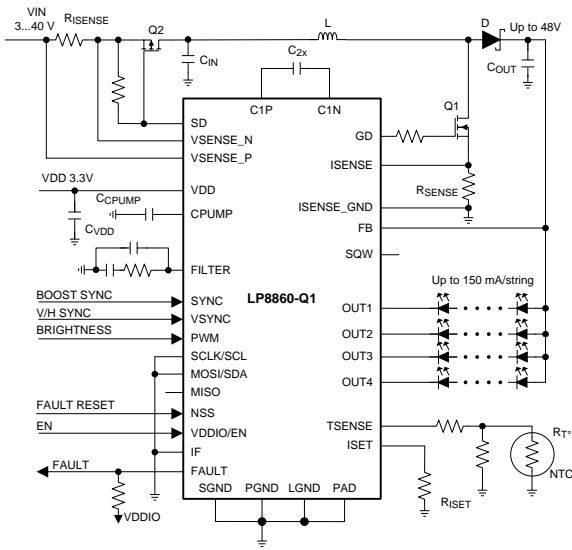 VIN
3...40 V
RISENSE
Q2
L
D
Up to 48V
CIN
C2x
COUT
C1P
C1N
Q1
SD
GD
VSENSE_N
VSENSE_P
ISENSE
RSENSE
VDD 3.3V
VDD
CCPUMP
CPUMP
ISENSE_GND
CVDD
FB
SQW
FILTER
Up to 150 mA/string
LP8860-Q1
BOOST SYNC
SYNC
OUT1
V/H SYNC
VSYNC
BRIGHTNESS
PWM
OUT2
SCLK/SCL
OUT3
MOSI/SDA
OUT4
MISO
FAULT RESET
NSS
EN
VDDIO/EN
TSENSE
RT°
IF
ISET
FAULT
FAULT
NTC
SGND
PGND
LGND
PAD
RISET
VDDIO